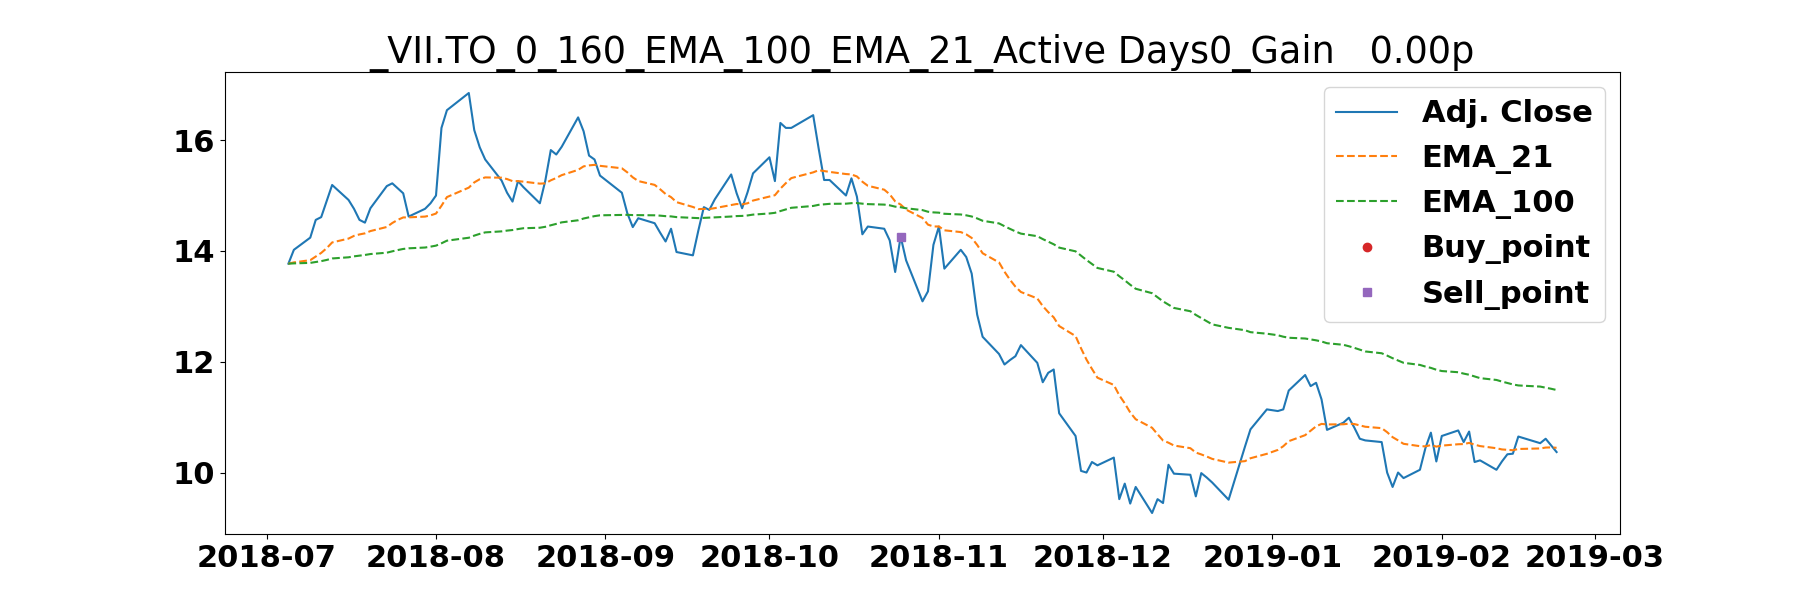 _VII.TO_0_160_EMA_100_EMA_21_Active Days0_Gain   0.00p
Adj. Close
EMA_21
EMA_100
Buy_point
Sell_point
16
14
12
10
2018-07 2018-08 2018-09 2018-10 2018-11 2018-12 2019-01 2019-02 2019-03